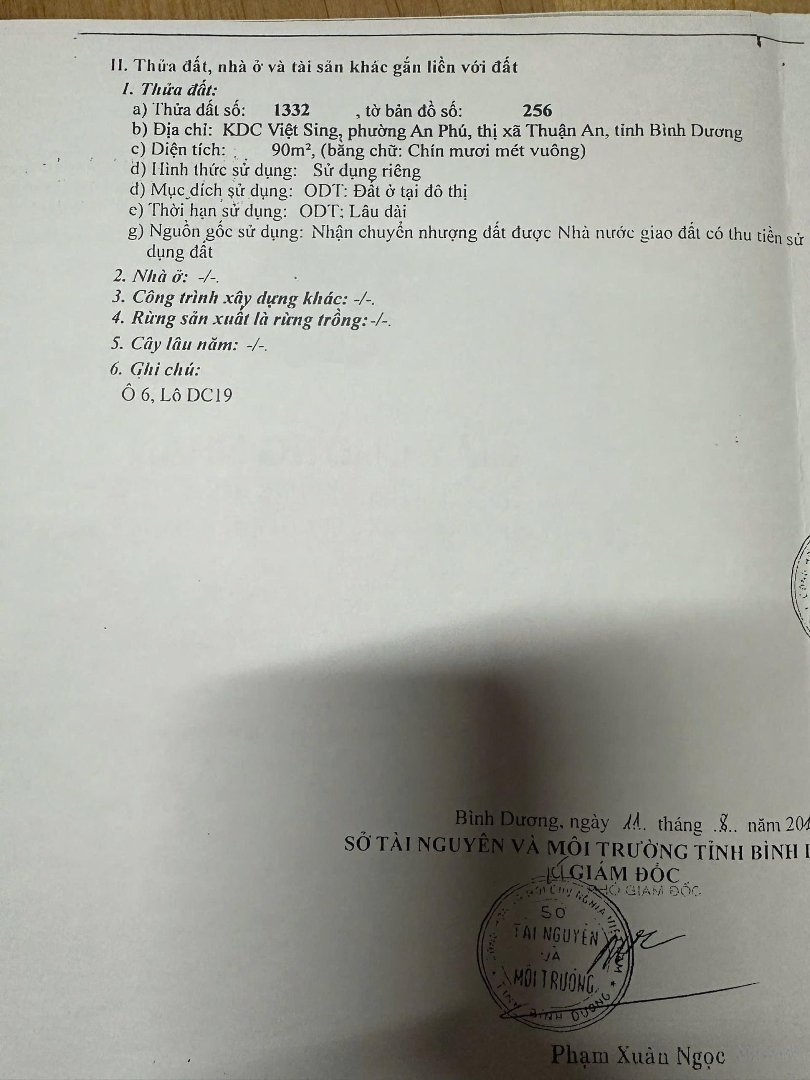 II. Thửa đất, nhà ở và tài sản khác gắn liền với đất
1. Thửa đất:
a) Thửa đất số: 1332 , tờ bản đồ số: 256
b) Địa chỉ: KDC Việt Sing, phường An Phú, thị xã Thuận An, tỉnh Bình Dương
c) Diện tích: 90m², (bằng chữ: Chín mươi mét vuông)
d) Hình thức sử dụng: Sử dụng riêng
đ) Mục đích sử dụng: ODT: Đất ở tại đô thị
e) Thời hạn sử dụng: ODT: Lâu dài
g) Nguồn gốc sử dụng: Nhận chuyển nhượng đất được Nhà nước giao đất có thu tiền sử
dụng đất
2. Nhà ở: -/-.
3. Công trình xây dựng khác: -/-.
4. Rừng sản xuất là rừng trồng: -/-.
5. Cây lâu năm: -/-.
6. Ghi chú:
Ô 6, Lô DC19
Bình Dương, ngày 11. tháng .8.. năm 201
SỞ TÀI NGUYÊN VÀ MÔI TRƯỜNG TỈNH BÌNH
GIÁM ĐỐC
PHÓ GIÁM ĐỐC
SỞ
TÀI NGUYÊN
VÀ
MÔI TRƯỜNG
TỈNH BÌNH DƯƠNG
Phạm Xuân Ngọc